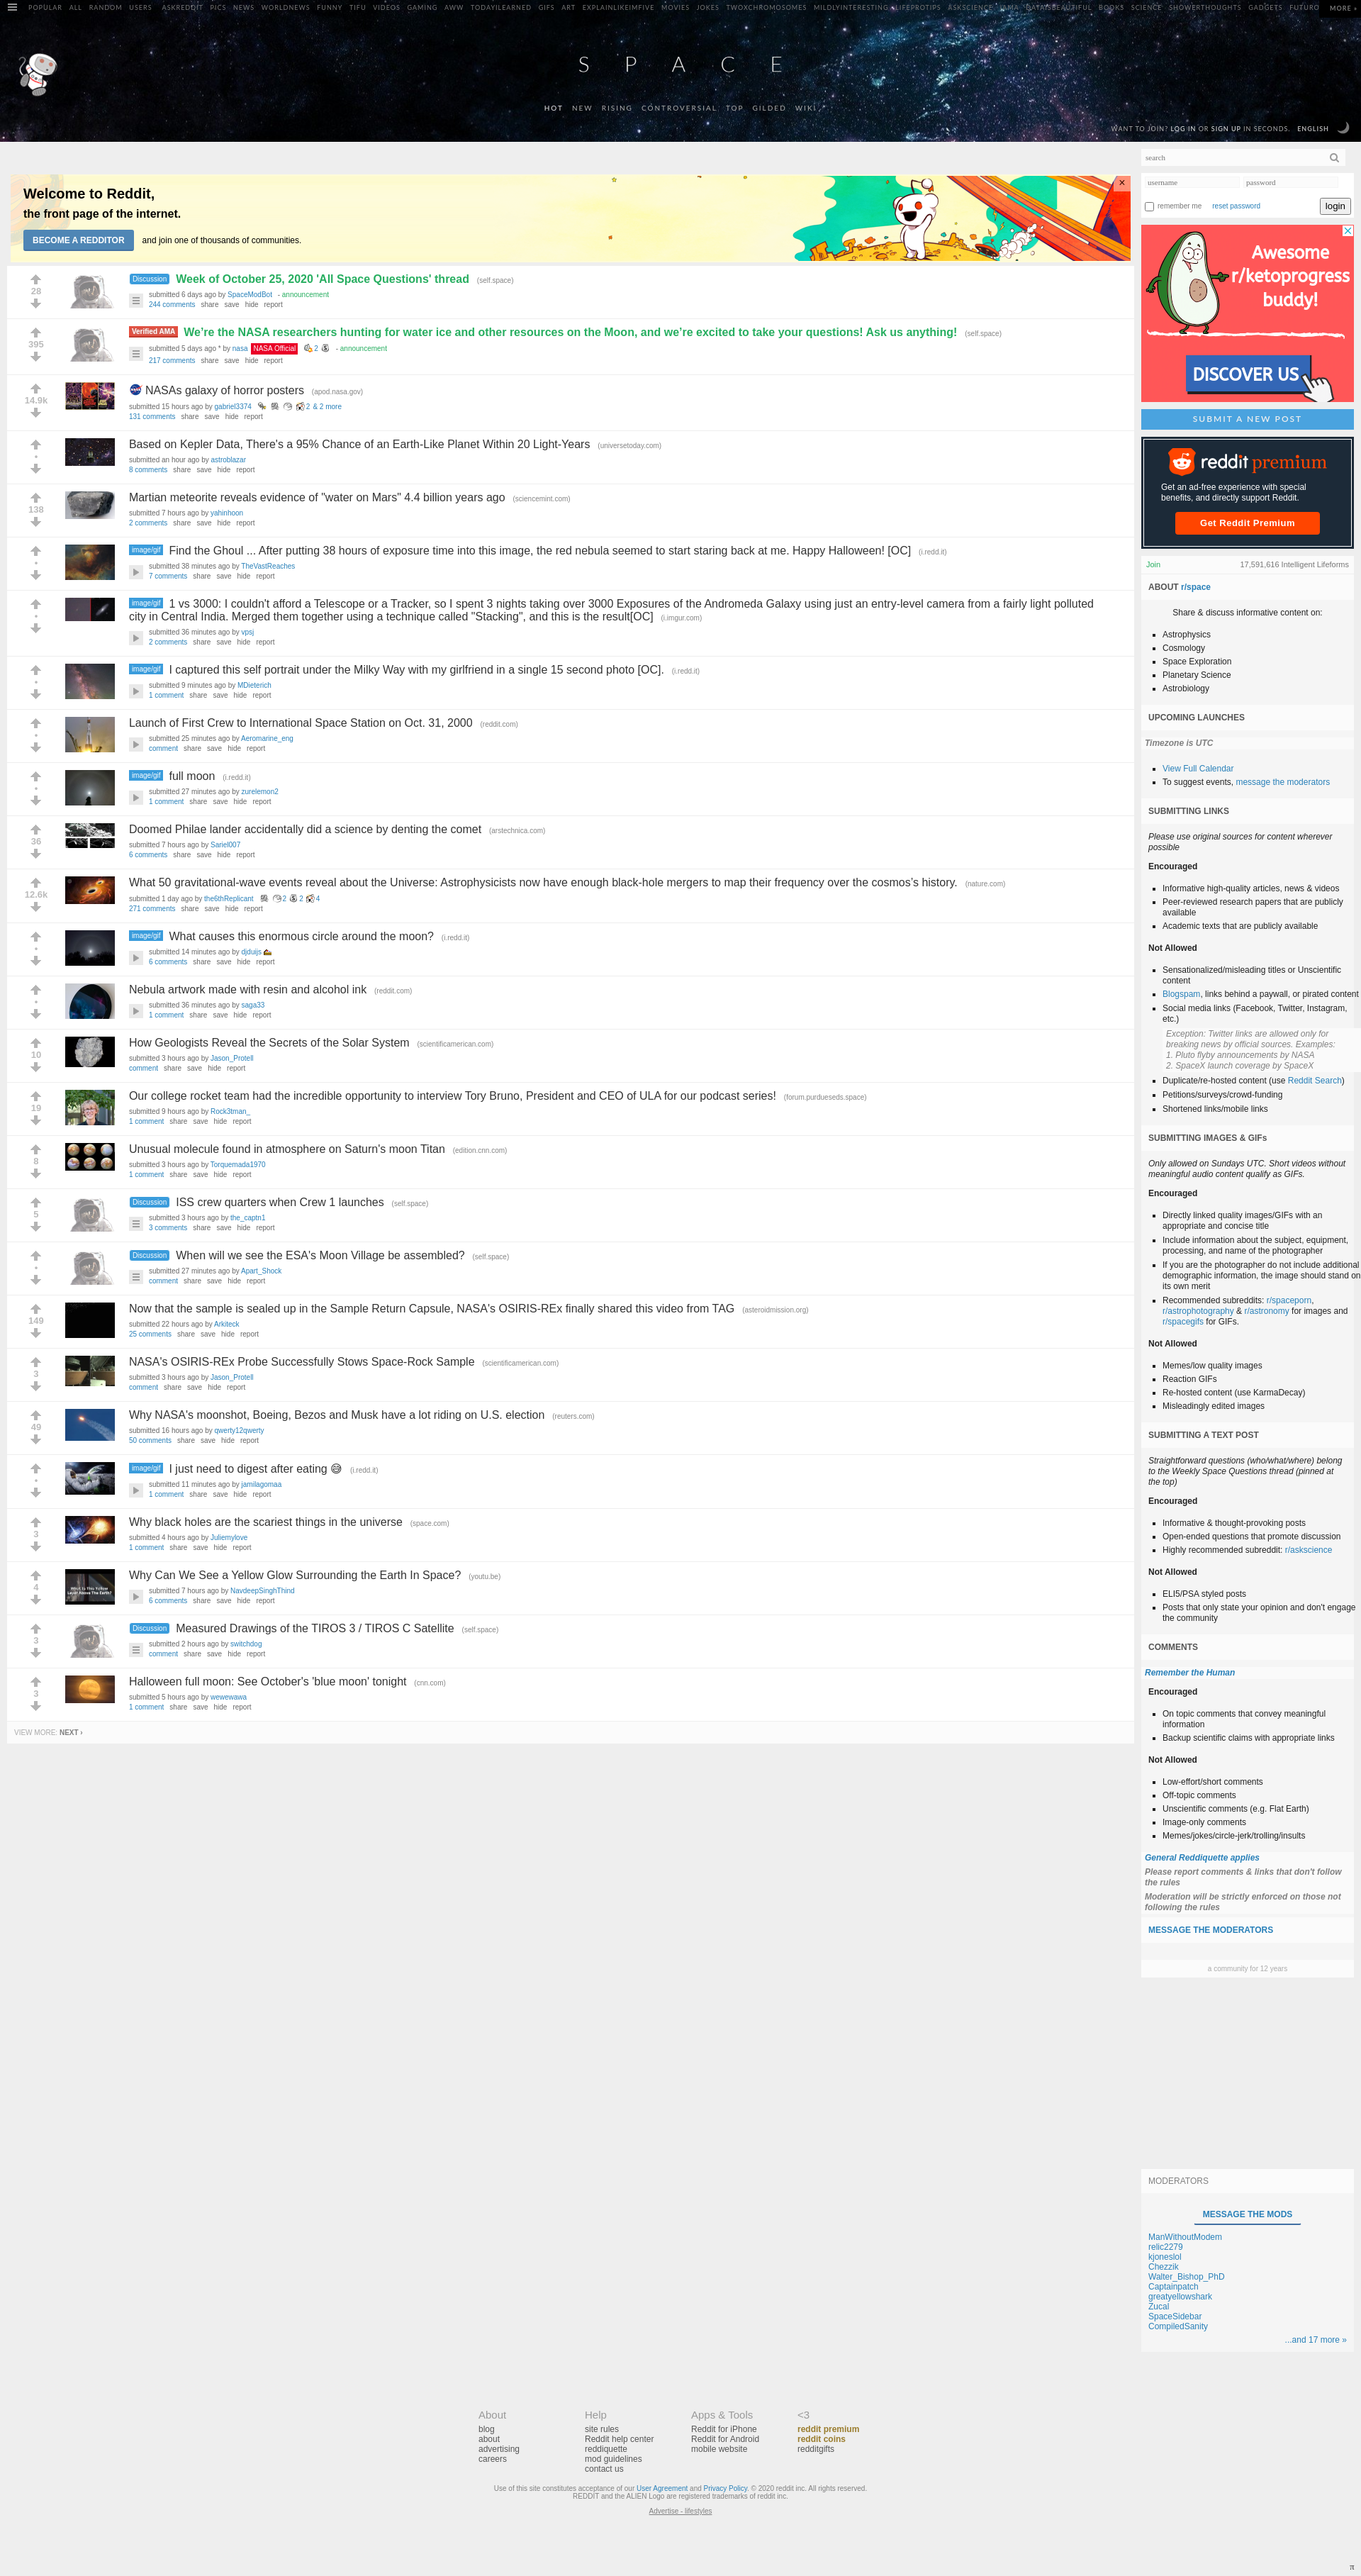 POPULAR ALL RANDOM USERS ASKREDDIT PICS NEWS WORLDNEWS FUNNY TIFU VIDEOS GAMING AWW TODAYILEARNED GIFS ART EXPLAINLIKEIMFIVE MOVIES JOKES TWOXCHROMOSOMES MILDLYINTERESTING LIFEPROTIPS ASKSCIENCE IAMA DATAISBEAUTIFUL BOOKS SCIENCE SHOWERTHOUGHTS GADGETS FUTURO MORE »
SPACE
HOT NEW RISING CONTROVERSIAL TOP GILDED WIKI
WANT TO JOIN? LOG IN OR SIGN UP IN SECONDS. ENGLISH
Welcome to Reddit,
the front page of the internet.
BECOME A REDDITOR and join one of thousands of communities.
28
Discussion Week of October 25, 2020 'All Space Questions' thread (self.space)
submitted 6 days ago by SpaceModBot - announcement
244 comments share save hide report
395
Verified AMA We're the NASA researchers hunting for water ice and other resources on the Moon, and we're excited to take your questions! Ask us anything! (self.space)
submitted 5 days ago * by nasa NASA Official 2 - announcement
217 comments share save hide report
14.9k
NASAs galaxy of horror posters (apod.nasa.gov)
submitted 15 hours ago by gabriel3374 2 & 2 more
131 comments share save hide report
•
Based on Kepler Data, There's a 95% Chance of an Earth-Like Planet Within 20 Light-Years (universetoday.com)
submitted an hour ago by astroblazar
8 comments share save hide report
138
Martian meteorite reveals evidence of "water on Mars" 4.4 billion years ago (sciencemint.com)
submitted 7 hours ago by yahinhoon
2 comments share save hide report
•
image/gif Find the Ghoul ... After putting 38 hours of exposure time into this image, the red nebula seemed to start staring back at me. Happy Halloween! [OC] (i.redd.it)
submitted 38 minutes ago by TheVastReaches
7 comments share save hide report
•
image/gif 1 vs 3000: I couldn't afford a Telescope or a Tracker, so I spent 3 nights taking over 3000 Exposures of the Andromeda Galaxy using just an entry-level camera from a fairly light polluted
city in Central India. Merged them together using a technique called "Stacking", and this is the result[OC] (i.imgur.com)
submitted 36 minutes ago by vpsj
2 comments share save hide report
•
image/gif I captured this self portrait under the Milky Way with my girlfriend in a single 15 second photo [OC]. (i.redd.it)
submitted 9 minutes ago by MDieterich
1 comment share save hide report
•
Launch of First Crew to International Space Station on Oct. 31, 2000 (reddit.com)
submitted 25 minutes ago by Aeromarine_eng
comment share save hide report
•
image/gif full moon (i.redd.it)
submitted 27 minutes ago by zurelemon2
1 comment share save hide report
36
Doomed Philae lander accidentally did a science by denting the comet (arstechnica.com)
submitted 7 hours ago by Sariel007
6 comments share save hide report
12.6k
What 50 gravitational-wave events reveal about the Universe: Astrophysicists now have enough black-hole mergers to map their frequency over the cosmos's history. (nature.com)
submitted 1 day ago by the6thReplicant 2 2 4
271 comments share save hide report
•
image/gif What causes this enormous circle around the moon? (i.redd.it)
submitted 14 minutes ago by djduijs
6 comments share save hide report
•
Nebula artwork made with resin and alcohol ink (reddit.com)
submitted 36 minutes ago by saga33
1 comment share save hide report
10
How Geologists Reveal the Secrets of the Solar System (scientificamerican.com)
submitted 3 hours ago by Jason_Protell
comment share save hide report
19
Our college rocket team had the incredible opportunity to interview Tory Bruno, President and CEO of ULA for our podcast series! (forum.purdueseds.space)
submitted 9 hours ago by Rock3tman_
1 comment share save hide report
8
Unusual molecule found in atmosphere on Saturn's moon Titan (edition.cnn.com)
submitted 3 hours ago by Torquemada1970
1 comment share save hide report
5
Discussion ISS crew quarters when Crew 1 launches (self.space)
submitted 3 hours ago by the_captn1
3 comments share save hide report
•
Discussion When will we see the ESA's Moon Village be assembled? (self.space)
submitted 27 minutes ago by Apart_Shock
comment share save hide report
149
Now that the sample is sealed up in the Sample Return Capsule, NASA's OSIRIS-REx finally shared this video from TAG (asteroidmission.org)
submitted 22 hours ago by Arkiteck
25 comments share save hide report
3
NASA's OSIRIS-REx Probe Successfully Stows Space-Rock Sample (scientificamerican.com)
submitted 3 hours ago by Jason_Protell
comment share save hide report
49
Why NASA's moonshot, Boeing, Bezos and Musk have a lot riding on U.S. election (reuters.com)
submitted 16 hours ago by qwerty12qwerty
50 comments share save hide report
•
image/gif I just need to digest after eating 😅 (i.redd.it)
submitted 11 minutes ago by jamilagomaa
1 comment share save hide report
3
Why black holes are the scariest things in the universe (space.com)
submitted 4 hours ago by Juliemylove
1 comment share save hide report
4
Why Can We See a Yellow Glow Surrounding the Earth In Space? (youtu.be)
submitted 7 hours ago by NavdeepSinghThind
6 comments share save hide report
3
Discussion Measured Drawings of the TIROS 3 / TIROS C Satellite (self.space)
submitted 2 hours ago by switchdog
comment share save hide report
3
Halloween full moon: See October's 'blue moon' tonight (cnn.com)
submitted 5 hours ago by wewewawa
1 comment share save hide report
VIEW MORE: NEXT ›
search
username password
remember me reset password login
Awesome
r/ketoprogress
buddy!
DISCOVER US
SUBMIT A NEW POST
reddit premium
Get an ad-free experience with special
benefits, and directly support Reddit.
Get Reddit Premium
Join 17,591,616 Intelligent Lifeforms
ABOUT r/space
Share & discuss informative content on:
Astrophysics
Cosmology
Space Exploration
Planetary Science
Astrobiology
UPCOMING LAUNCHES
Timezone is UTC
View Full Calendar
To suggest events, message the moderators
SUBMITTING LINKS
Please use original sources for content wherever
possible
Encouraged
Informative high-quality articles, news & videos
Peer-reviewed research papers that are publicly
available
Academic texts that are publicly available
Not Allowed
Sensationalized/misleading titles or Unscientific
content
Blogspam, links behind a paywall, or pirated content
Social media links (Facebook, Twitter, Instagram,
etc.)
Exception: Twitter links are allowed only for
breaking news by official sources. Examples:
1. Pluto flyby announcements by NASA
2. SpaceX launch coverage by SpaceX
Duplicate/re-hosted content (use Reddit Search)
Petitions/surveys/crowd-funding
Shortened links/mobile links
SUBMITTING IMAGES & GIFs
Only allowed on Sundays UTC. Short videos without
meaningful audio content qualify as GIFs.
Encouraged
Directly linked quality images/GIFs with an
appropriate and concise title
Include information about the subject, equipment,
processing, and name of the photographer
If you are the photographer do not include additional
demographic information, the image should stand on
its own merit
Recommended subreddits: r/spaceporn,
r/astrophotography & r/astronomy for images and
r/spacegifs for GIFs.
Not Allowed
Memes/low quality images
Reaction GIFs
Re-hosted content (use KarmaDecay)
Misleadingly edited images
SUBMITTING A TEXT POST
Straightforward questions (who/what/where) belong
to the Weekly Space Questions thread (pinned at
the top)
Encouraged
Informative & thought-provoking posts
Open-ended questions that promote discussion
Highly recommended subreddit: r/askscience
Not Allowed
ELI5/PSA styled posts
Posts that only state your opinion and don't engage
the community
COMMENTS
Remember the Human
Encouraged
On topic comments that convey meaningful
information
Backup scientific claims with appropriate links
Not Allowed
Low-effort/short comments
Off-topic comments
Unscientific comments (e.g. Flat Earth)
Image-only comments
Memes/jokes/circle-jerk/trolling/insults
General Reddiquette applies
Please report comments & links that don't follow
the rules
Moderation will be strictly enforced on those not
following the rules
MESSAGE THE MODERATORS
a community for 12 years
MODERATORS
MESSAGE THE MODS
ManWithoutModem
relic2279
kjoneslol
Chezzik
Walter_Bishop_PhD
Captainpatch
greatyellowshark
Zucal
SpaceSidebar
CompiledSanity
...and 17 more »
About
blog
about
advertising
careers
Help
site rules
Reddit help center
reddiquette
mod guidelines
contact us
Apps & Tools
Reddit for iPhone
Reddit for Android
mobile website
<3
reddit premium
reddit coins
redditgifts
Use of this site constitutes acceptance of our User Agreement and Privacy Policy. © 2020 reddit inc. All rights reserved.
REDDIT and the ALIEN Logo are registered trademarks of reddit inc.
Advertise - lifestyles
π